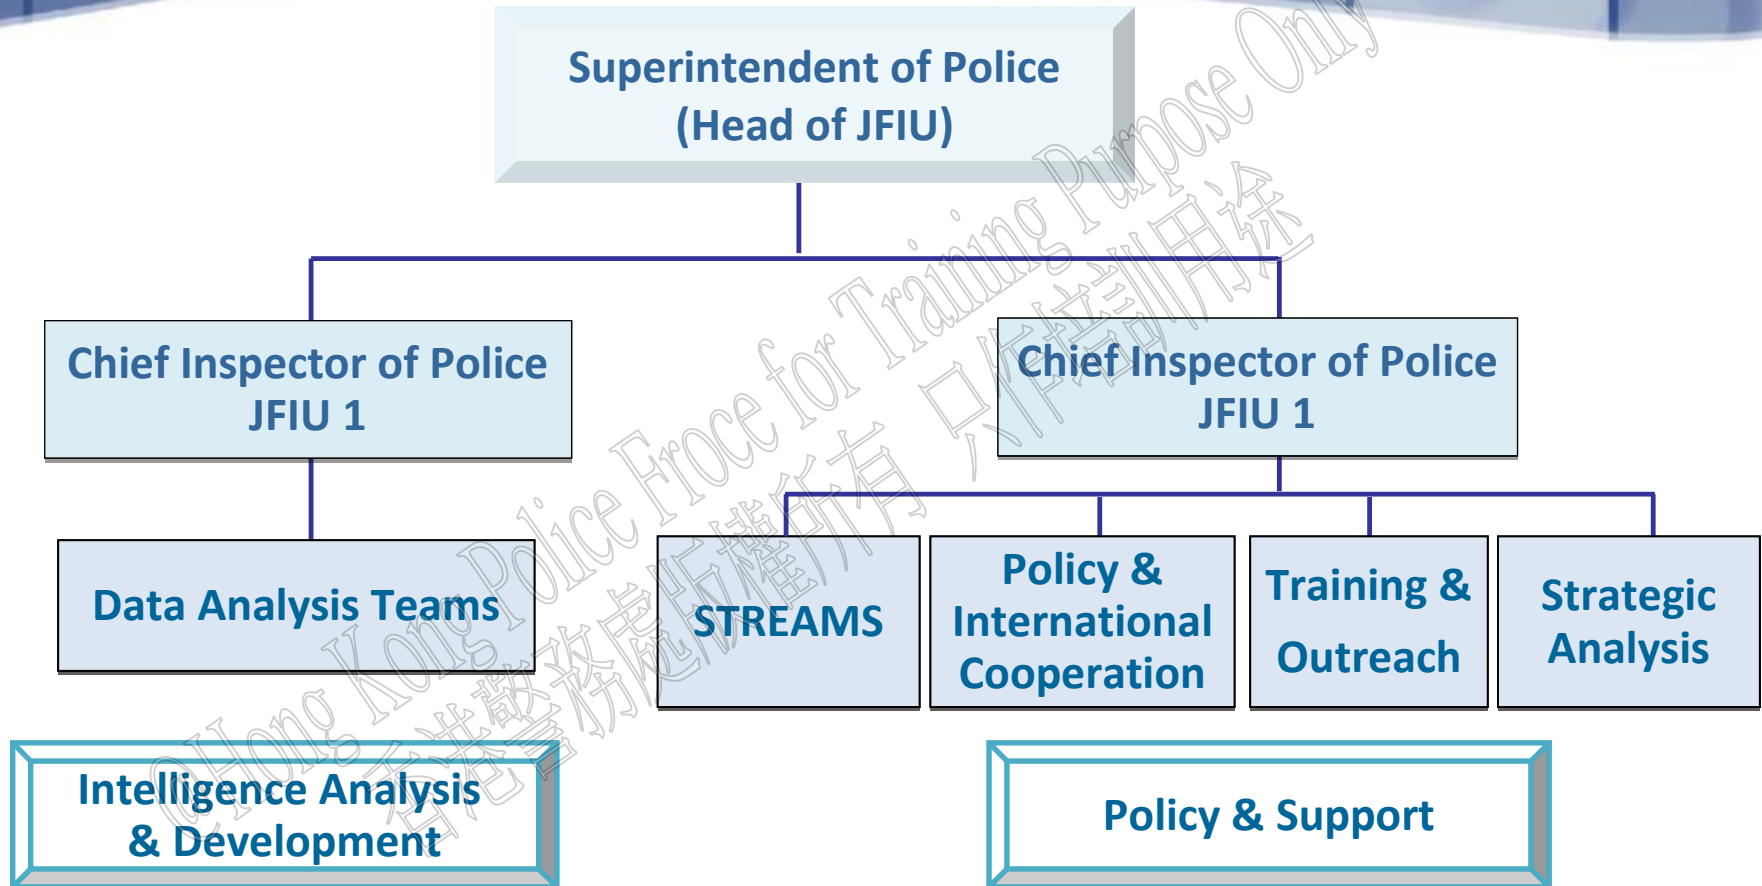 Superintendent of Police
(Head of JFIU)
Chief Inspector of Police
JFIU 1
Chief Inspector of Police
JFIU 1
Data Analysis Teams
STREAMS
Policy &
International
Cooperation
Training &
Outreach
Strategic
Analysis
Intelligence Analysis
& Development
Policy & Support
@Hong Kong Police Froce for Training Purpose Only
香港警務處版權所有 只作培訓用途